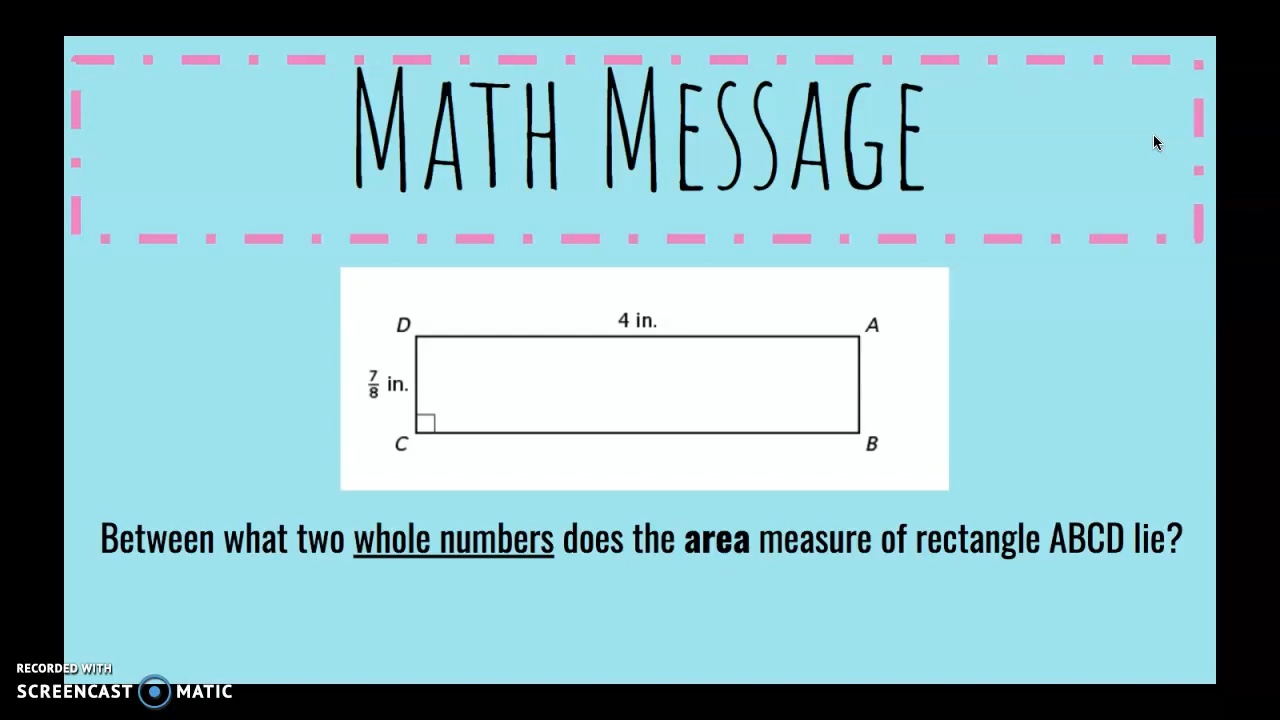 MATH MESSAGE
4 in.
D
A
7/8 in.
C
B
Between what two whole numbers does the area measure of rectangle ABCD lie?
RECORDED WITH
SCREENCAST MATIC